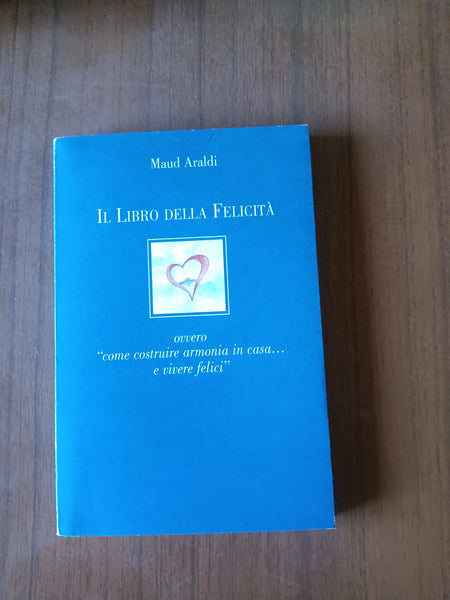 Maud Araldi
IL LIBRO DELLA FELICITÀ
ovvero
“come costruire armonia in casa...
e vivere felici”